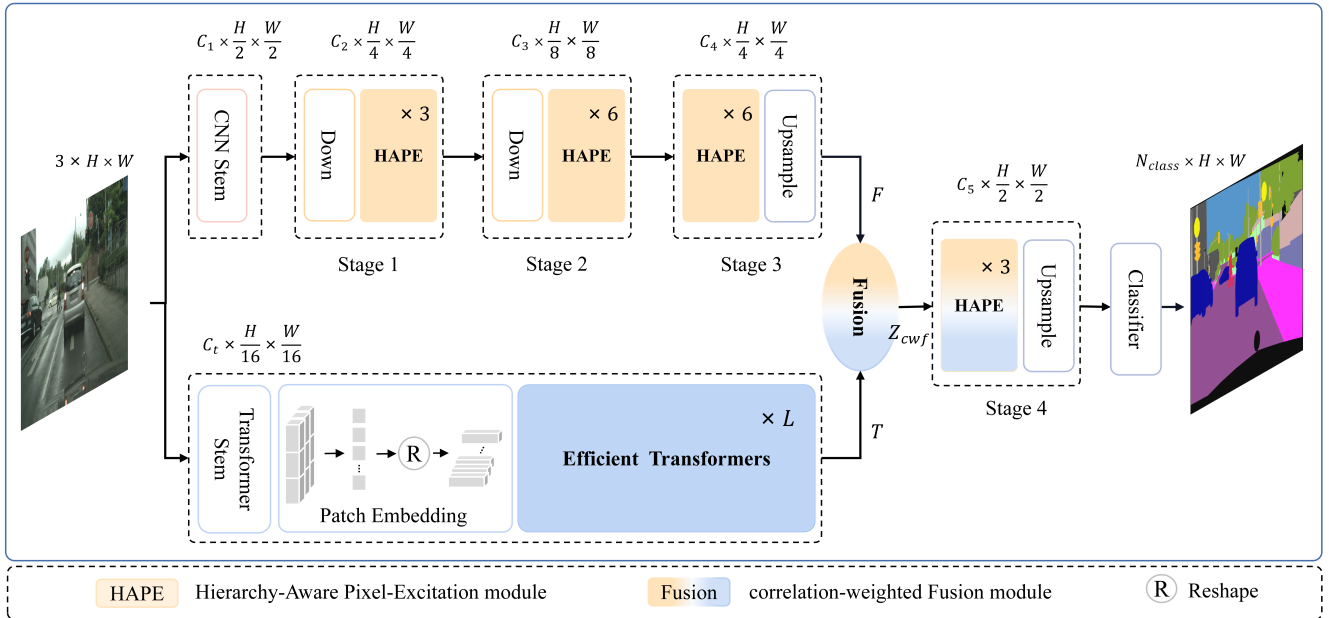 C₁ × H/2 × W/2
C₂ × H/4 × W/4
C₃ × H/8 × W/8
C₄ × H/4 × W/4
3 × H × W
CNN Stem
Down
× 3
HAPE
Stage 1
Down
× 6
HAPE
Stage 2
× 6
HAPE
Upsample
Stage 3
F
Fusion
Z_cwf
T
C₅ × H/2 × W/2
× 3
HAPE
Upsample
Stage 4
Classifier
N_class × H × W
C_t × H/16 × W/16
Transformer
Stem
R
Patch Embedding
× L
Efficient Transformers
HAPE Hierarchy-Aware Pixel-Excitation module
Fusion correlation-weighted Fusion module
R Reshape